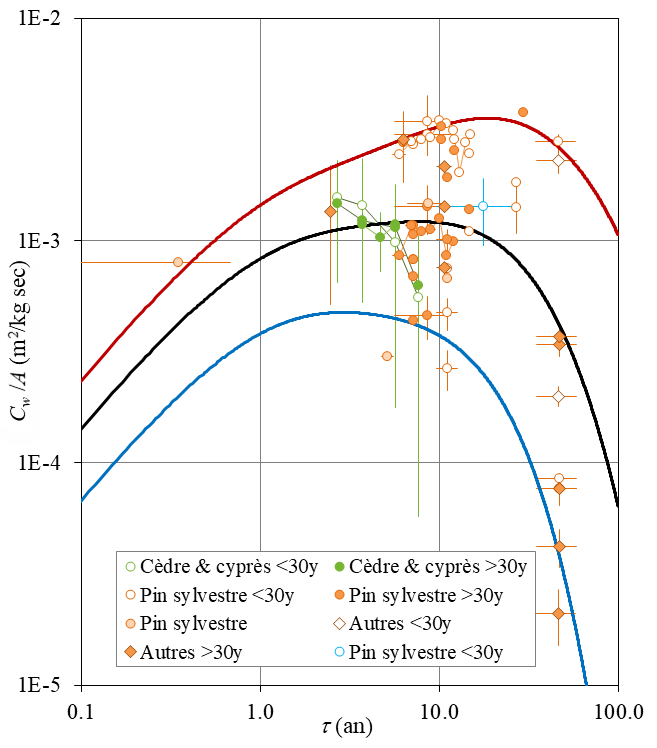 1E-2
1E-3
1E-4
1E-5
C_w /A (m²/kg sec)
Cèdre & cyprès <30y
Cèdre & cyprès >30y
Pin sylvestre <30y
Pin sylvestre >30y
Pin sylvestre
Autres <30y
Autres >30y
Pin sylvestre <30y
0.1 1.0 10.0 100.0
τ (an)